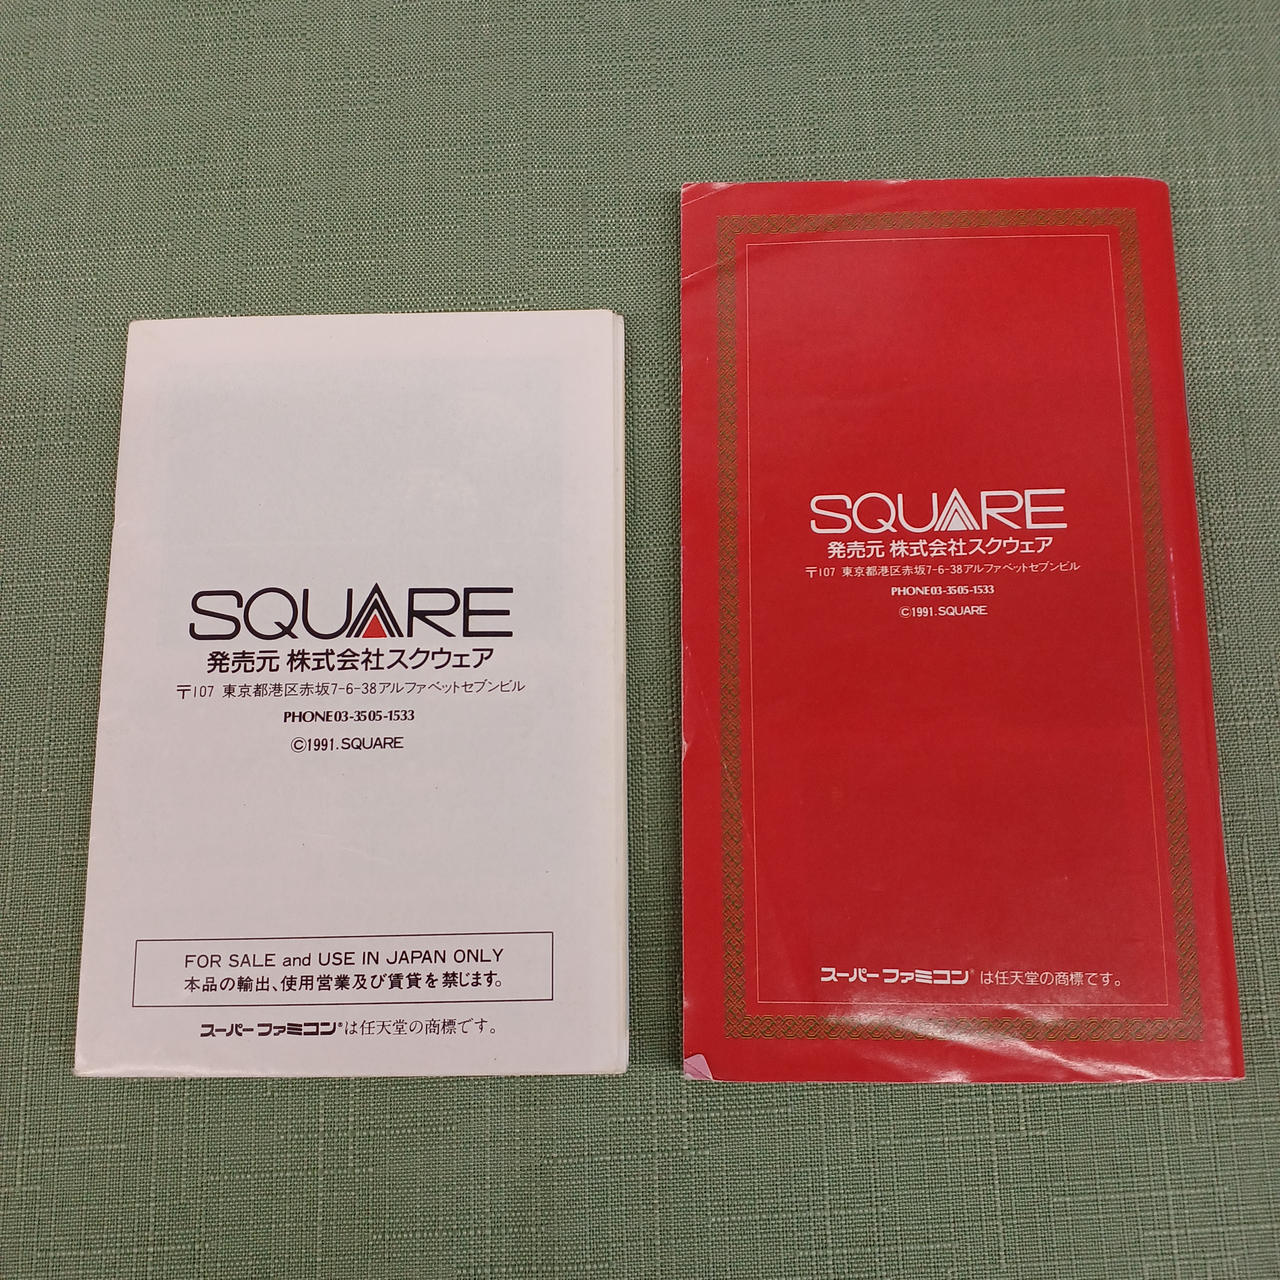 SQUARE
発売元 株式会社スクウェア
〒107 東京都港区赤坂7-6-38アルファベットセブンビル
PHONE03-3505-1533
©1991.SQUARE
FOR SALE and USE IN JAPAN ONLY
本品の輸出、使用営業及び賃貸を禁じます。
スーパーファミコン®は任天堂の商標です。
SQUARE
発売元 株式会社スクウェア
〒107 東京都港区赤坂7-6-38アルファベットセブンビル
PHONE03-3505-1533
©1991.SQUARE
スーパーファミコン®は任天堂の商標です。